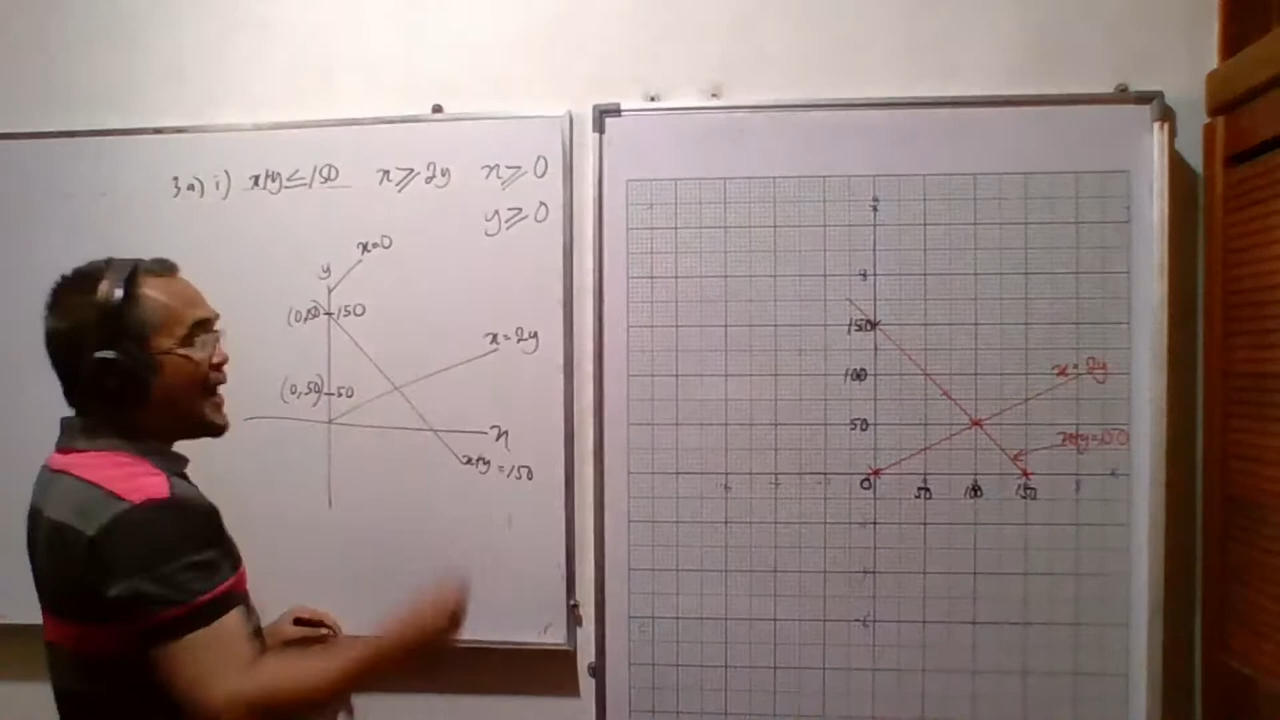 3a) i) x+y≤150 x⩾2y x⩾0
y⩾0
x=0
y
(0,150) 150
x=2y
(0,50) 50
x
x+y=150
y
150
100
x=2y
50
x+y=150
0 50 100 150